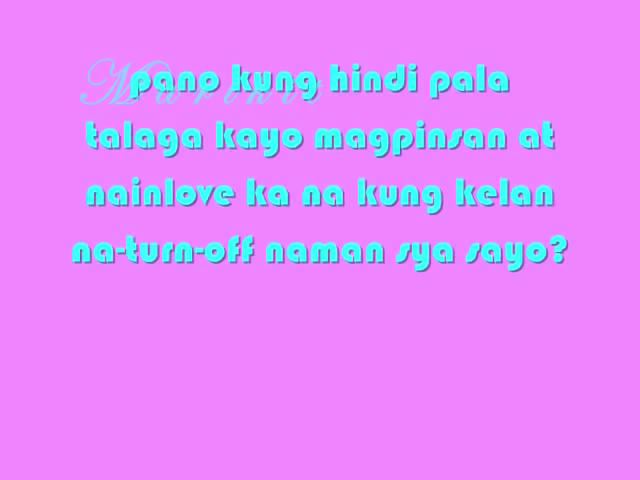 pano kung hindi pala
talaga kayo magpinsan at
nainlove ka na kung kelan
na-turn-off naman sya sayo?